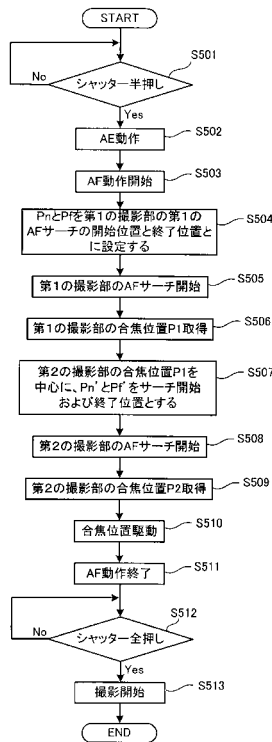 START
S501
シャッター半押し
No
Yes
S502
AE動作
S503
AF動作開始
PnとPfを第1の撮影部の第1の
AFサーチの開始位置と終了位置と
に設定する
S504
S505
第1の撮影部のAFサーチ開始
S506
第1の撮影部の合焦位置P1取得
S507
第2の撮影部の合焦位置P1を
中心に、Pn'とPf'をサーチ開始
および終了位置とする
S508
第2の撮影部のAFサーチ開始
S509
第2の撮影部の合焦位置P2取得
S510
合焦位置駆動
S511
AF動作終了
S512
シャッター全押し
No
Yes
S513
撮影開始
END